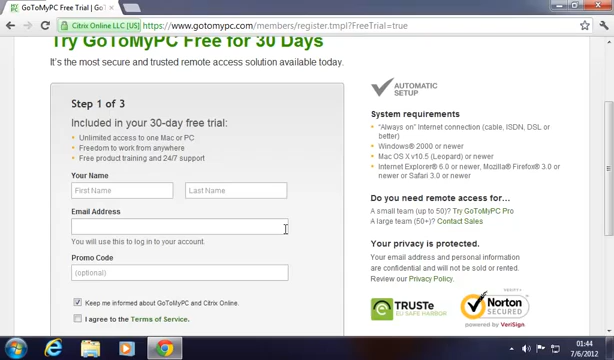 GoToMyPC Free Trial | GoT
Citrix Online LLC [US]
https://www.gotomypc.com/members/register.tmpl?FreeTrial=true
Try GoToMyPC Free for 30 Days
It's the most secure and trusted remote access solution available today.
Step 1 of 3
Included in your 30-day free trial:
Unlimited access to one Mac or PC
Freedom to work from anywhere
Free product training and 24/7 support
Your Name
First Name
Last Name
Email Address
You will use this to log in to your account.
Promo Code
(optional)
Keep me informed about GoToMyPC and Citrix Online.
I agree to the Terms of Service.
AUTOMATIC
SETUP
System requirements
"Always on" Internet connection (cable, ISDN, DSL or
better)
Windows® 2000 or newer
Mac OS X v10.5 (Leopard) or newer
Internet Explorer® 6.0 or newer, Mozilla® Firefox® 3.0 or
newer or Safari 3.0 or newer
Do you need remote access for…
A small team (up to 50)? Try GoToMyPC Pro
A large team (50+)? Contact Sales
Your privacy is protected.
Your email address and personal information
are confidential and will not be sold or rented.
Review our Privacy Policy.
TRUSTe
EU SAFE HARBOR
Norton
SECURED
powered by VeriSign
01:44
7/6/2012